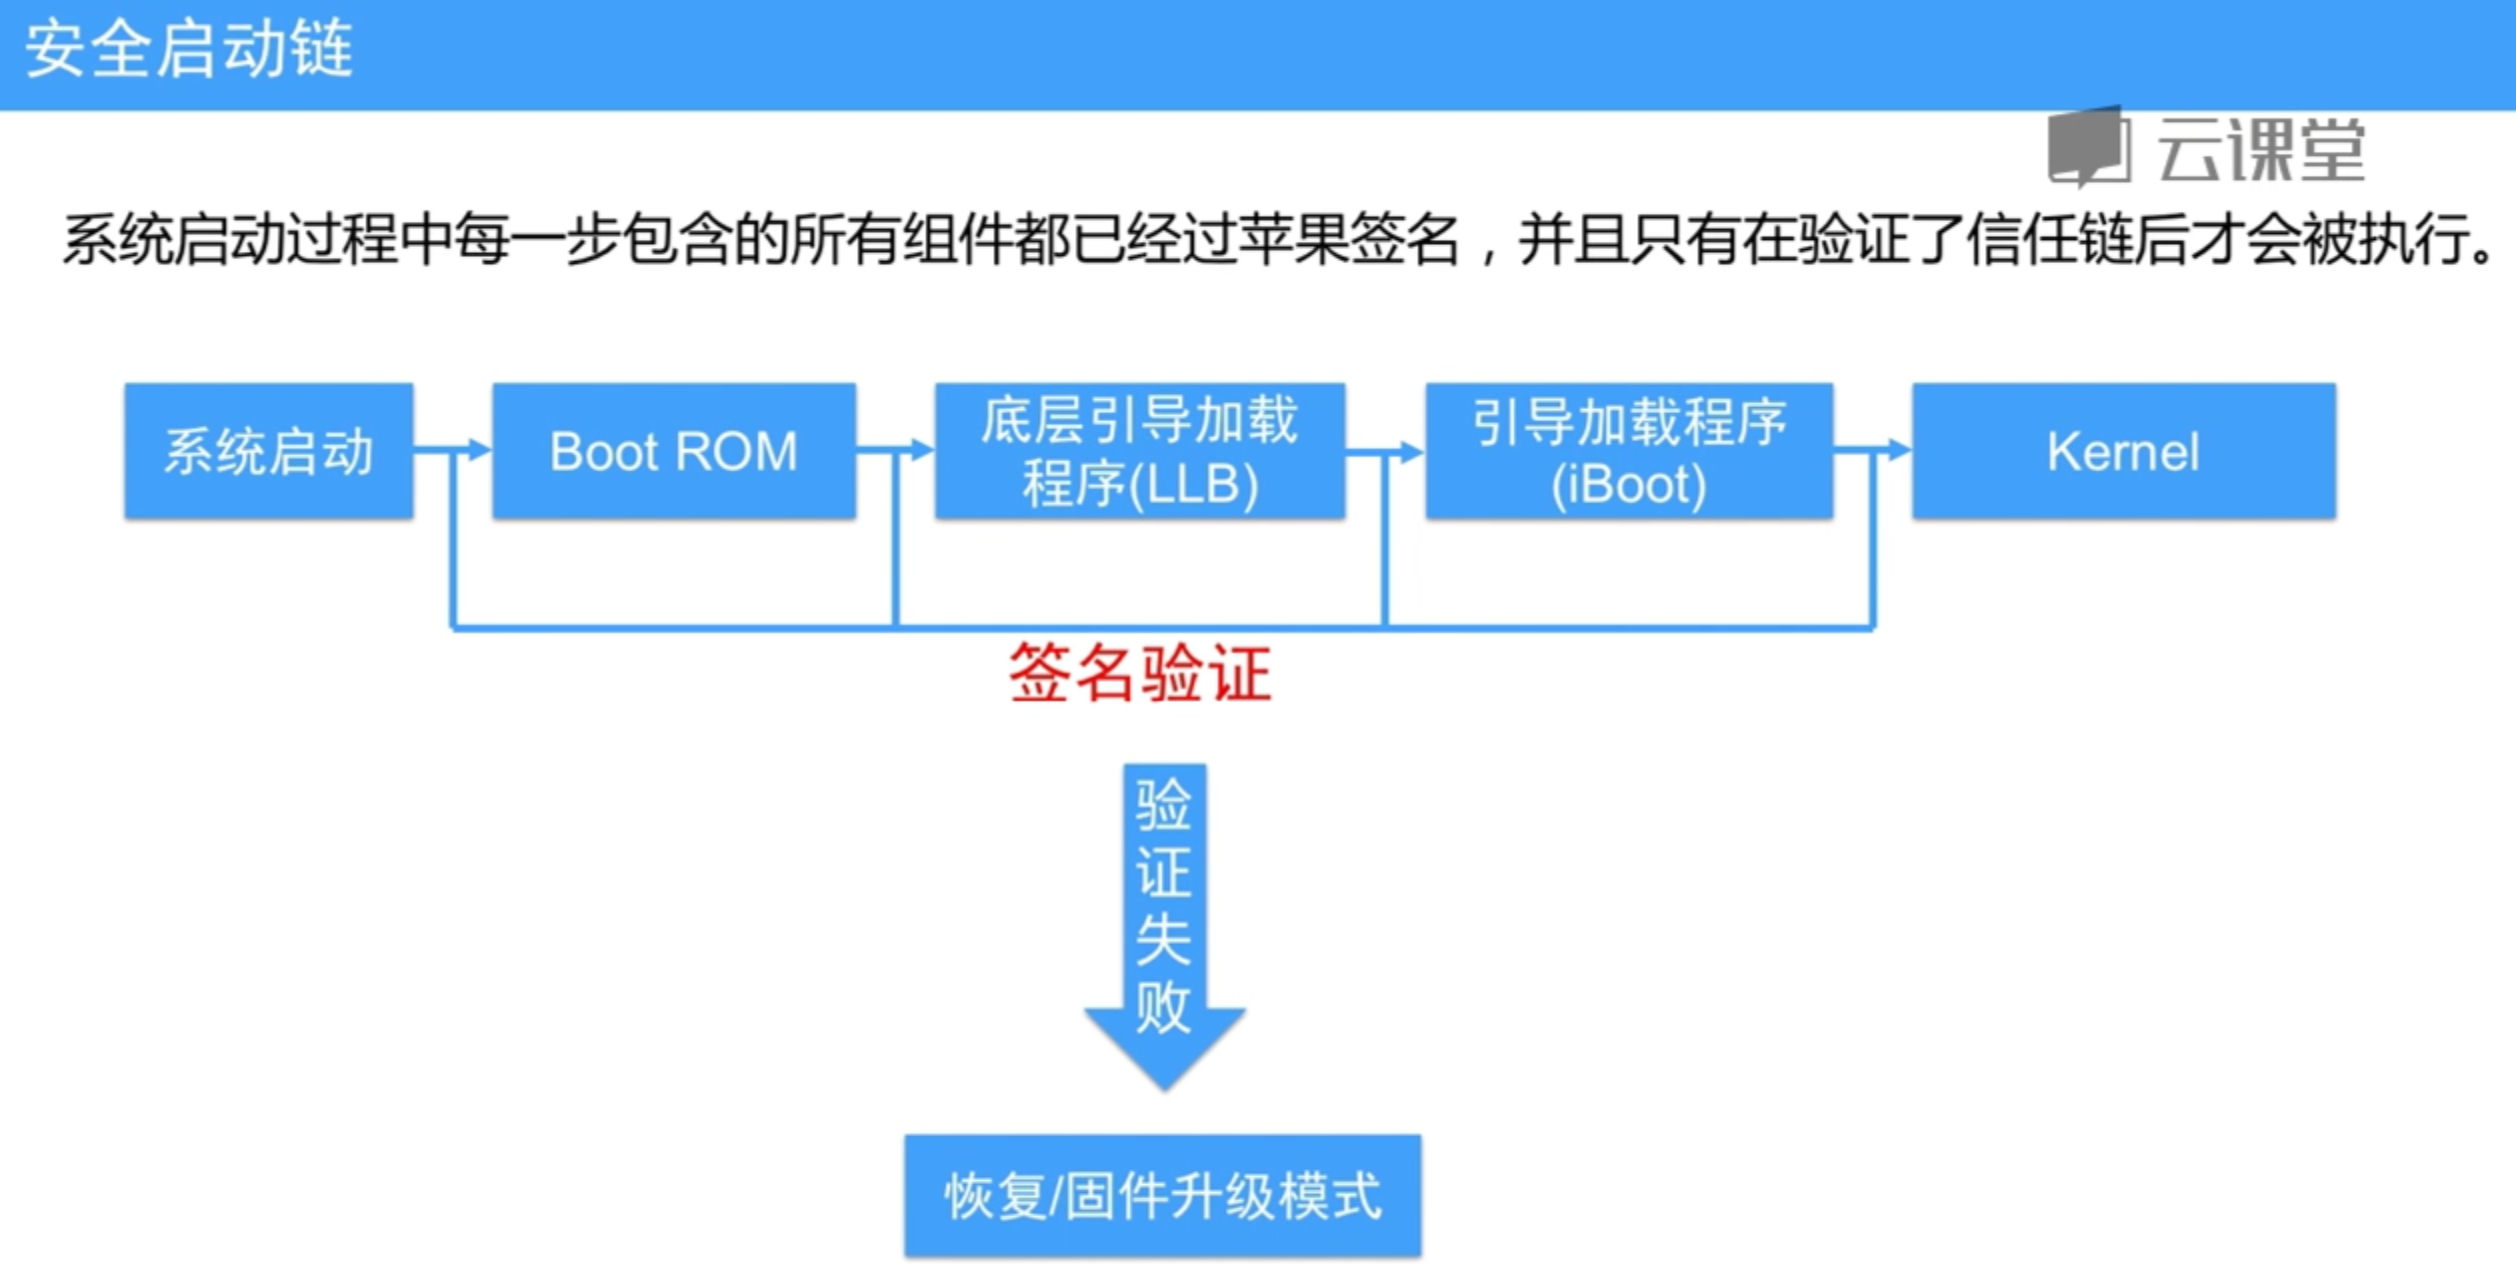 安全启动链
云课堂
系统启动过程中每一步包含的所有组件都已经过苹果签名，并且只有在验证了信任链后才会被执行。
系统启动
Boot ROM
底层引导加载
程序(LLB)
引导加载程序
(iBoot)
Kernel
签名验证
验
证
失
败
恢复/固件升级模式